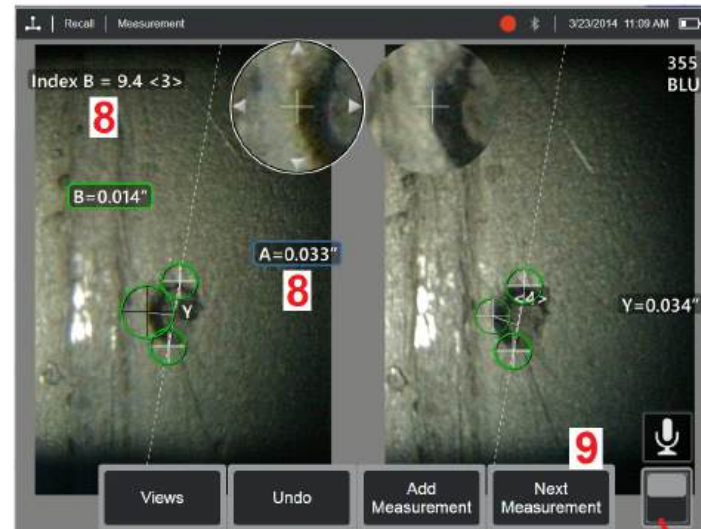 Recall | Measurement
3/23/2014 11:09 AM
Index B = 9.4 <3>
8
355
BLU
B=0.014"
A=0.033"
8
Y
<4>
Y=0.034"
9
Views
Undo
Add
Measurement
Next
Measurement